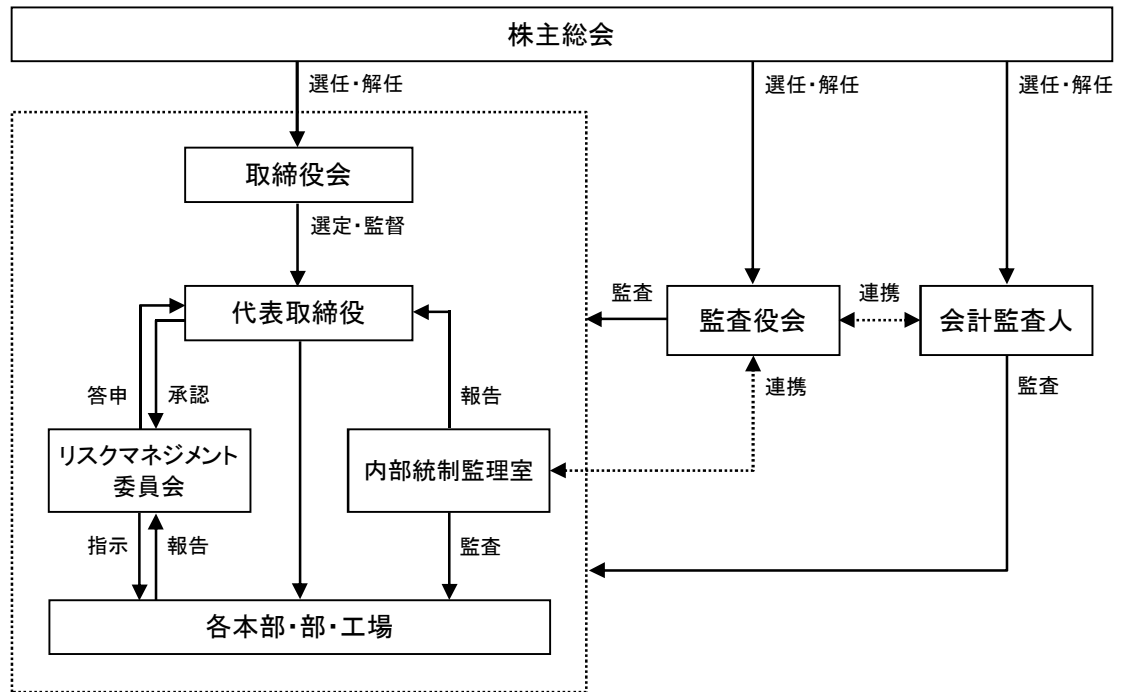 株主総会
選任・解任
選任・解任
選任・解任
取締役会
選定・監督
代表取締役
監査
監査役会
連携
会計監査人
答申
承認
報告
連携
監査
リスクマネジメント
委員会
内部統制監理室
指示
報告
監査
各本部・部・工場